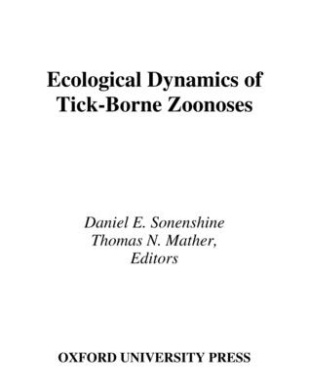 Ecological Dynamics of
Tick-Borne Zoonoses
Daniel E. Sonenshine
Thomas N. Mather,
Editors
OXFORD UNIVERSITY PRESS